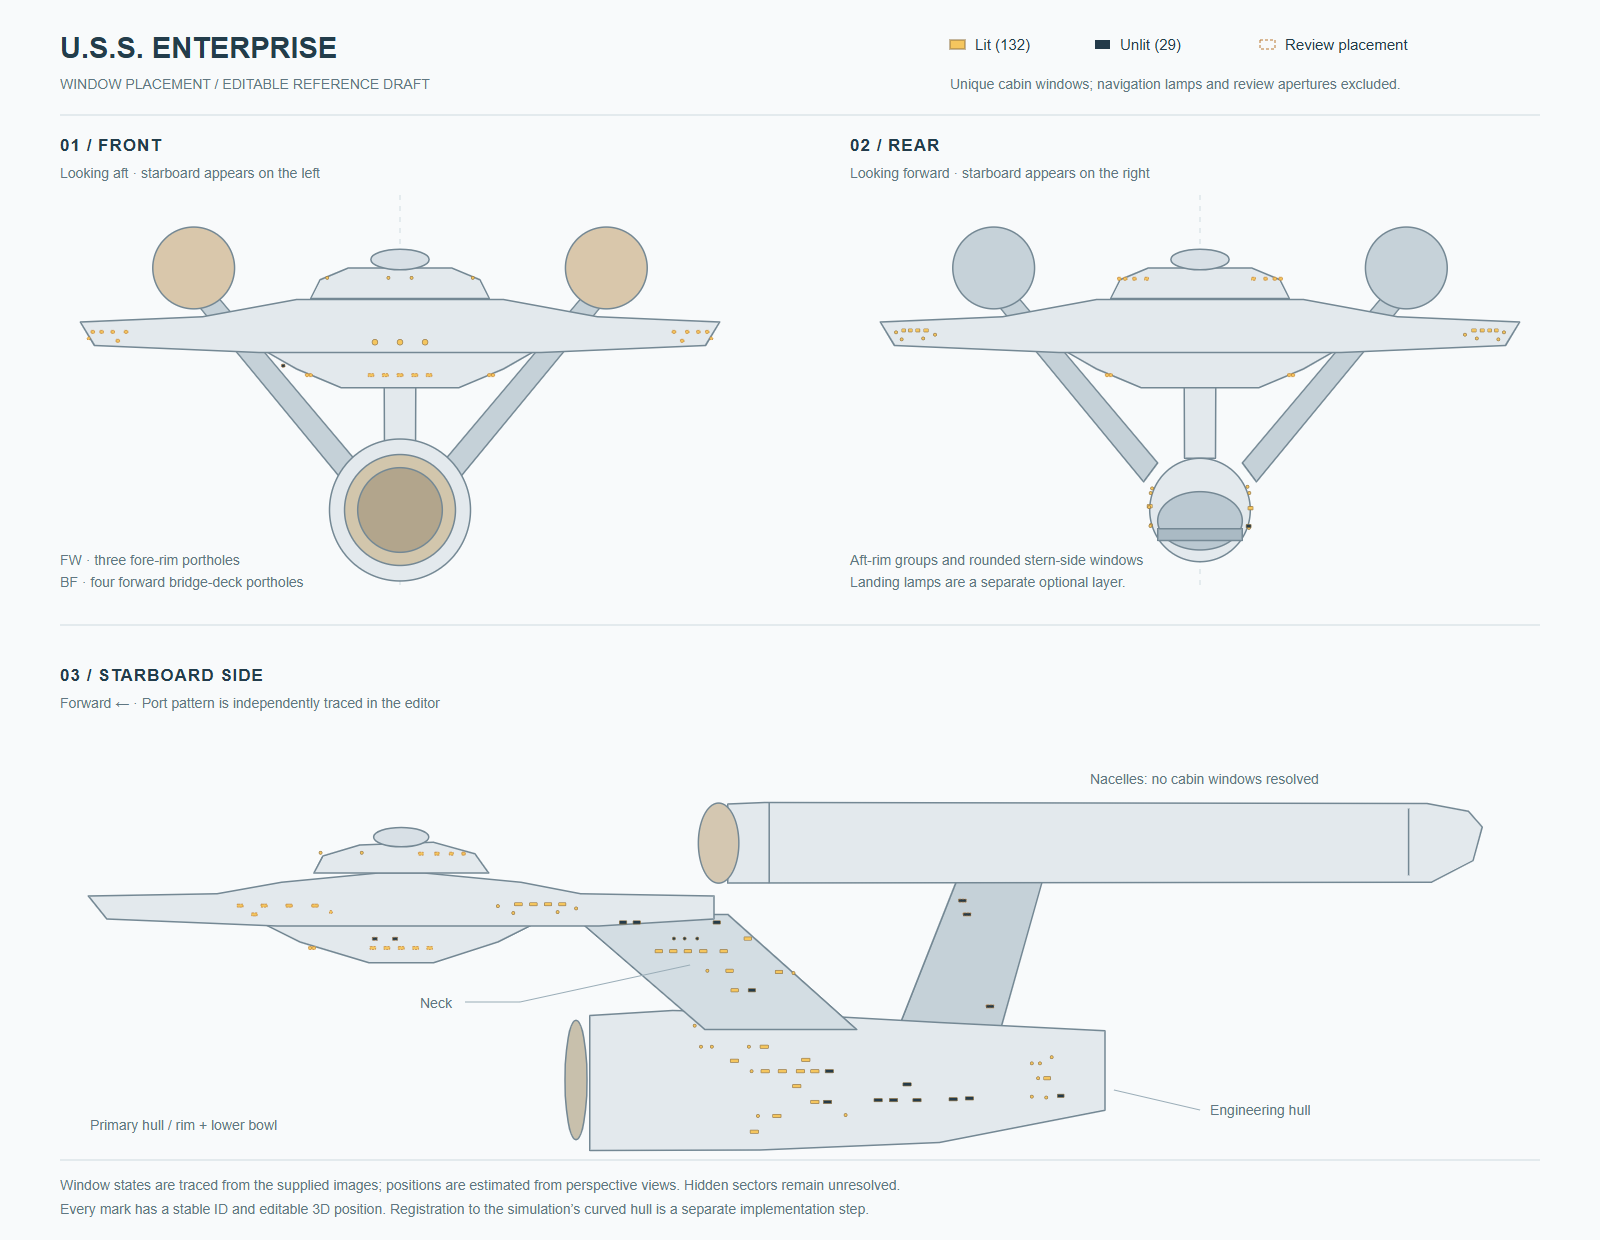 U.S.S. ENTERPRISE
WINDOW PLACEMENT / EDITABLE REFERENCE DRAFT
Lit (132)
Unlit (29)
Review placement
Unique cabin windows; navigation lamps and review apertures excluded.
01 / FRONT
Looking aft · starboard appears on the left
FW · three fore-rim portholes
BF · four forward bridge-deck portholes
02 / REAR
Looking forward · starboard appears on the right
Aft-rim groups and rounded stern-side windows
Landing lamps are a separate optional layer.
03 / STARBOARD SIDE
Forward ← · Port pattern is independently traced in the editor
Nacelles: no cabin windows resolved
Neck
Engineering hull
Primary hull / rim + lower bowl
Window states are traced from the supplied images; positions are estimated from perspective views. Hidden sectors remain unresolved.
Every mark has a stable ID and editable 3D position. Registration to the simulation's curved hull is a separate implementation step.